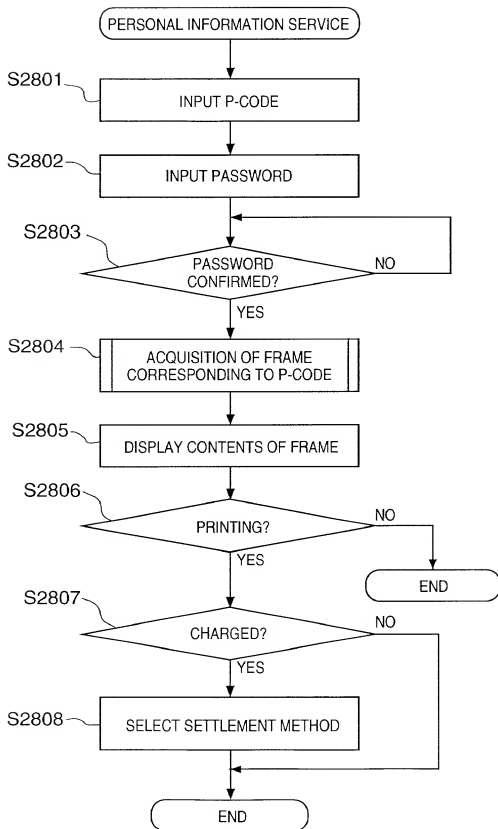 PERSONAL INFORMATION SERVICE
S2801
INPUT P-CODE
S2802
INPUT PASSWORD
S2803
PASSWORD
CONFIRMED?
NO
YES
S2804
ACQUISITION OF FRAME
CORRESPONDING TO P-CODE
S2805
DISPLAY CONTENTS OF FRAME
S2806
PRINTING?
NO
YES
END
S2807
CHARGED?
NO
YES
S2808
SELECT SETTLEMENT METHOD
END